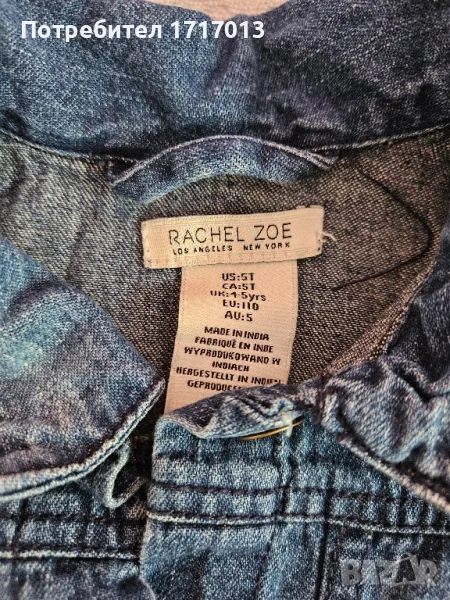 Потребител 1717013
RACHEL ZOE
LOS ANGELES NEW YORK
US:5T
CA:5T
UK:4-5yrs
EU:110
AU:5
MADE IN INDIA
FABRIQUÉ EN INDE
WYPRODUKOWANO W
INDIACH
HERGESTELLT IN INDIEN
BAZAR